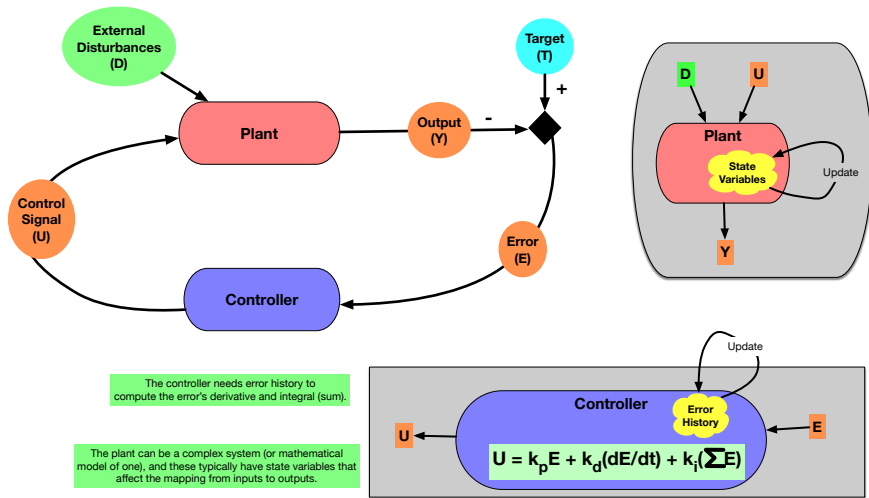 External
Disturbances
(D)
Target
(T)
+
Plant
Output
(Y)
-
Control
Signal
(U)
Error
(E)
Controller
D
U
Plant
State
Variables
Update
Y
The controller needs error history to
compute the error's derivative and integral (sum).
The plant can be a complex system (or mathematical
model of one), and these typically have state variables that
affect the mapping from inputs to outputs.
Update
Controller
Error
History
U
E
U = kₚE + k_d(dE/dt) + kᵢ(∑E)